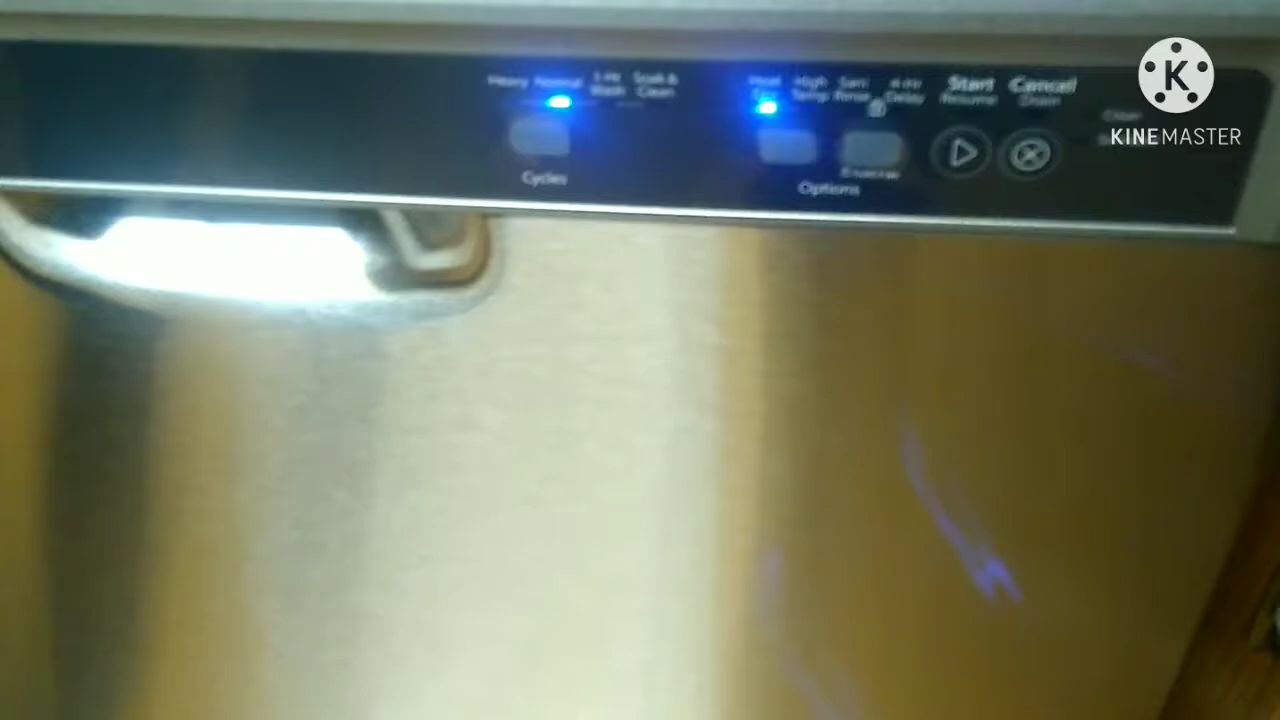 Heavy Normal 1-Hr Wash Soak & Clean
Heat Dry High Temp Sani Rinse 4-Hr Delay
Start Resume
Cancel Drain
Clean
Cycles
Options
K
KINEMASTER